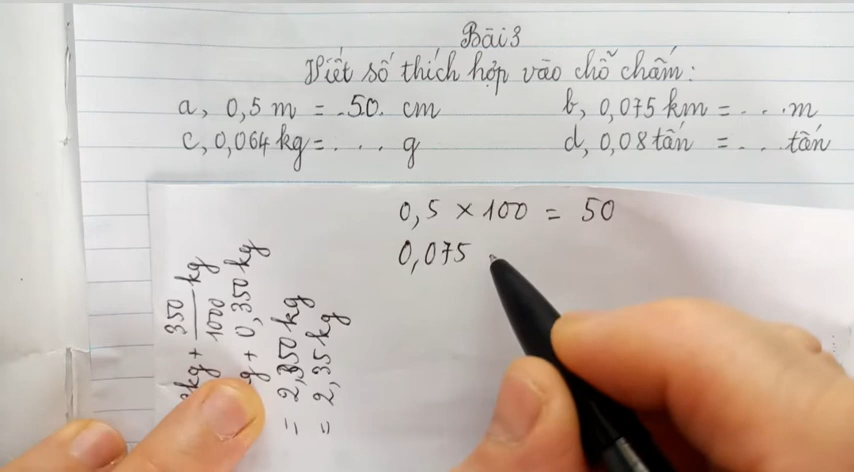 Bài 3
Viết số thích hợp vào chỗ chấm:
a, 0,5 m = .50. cm
b, 0,075 km = . . . m
c, 0,064 kg = . . . g
d, 0,08 tấn = . . . tấn
0,5 × 100 = 50
0,075
kg + 350/1000 kg
g + 0,350 kg
= 2,350 kg
= 2,35 kg